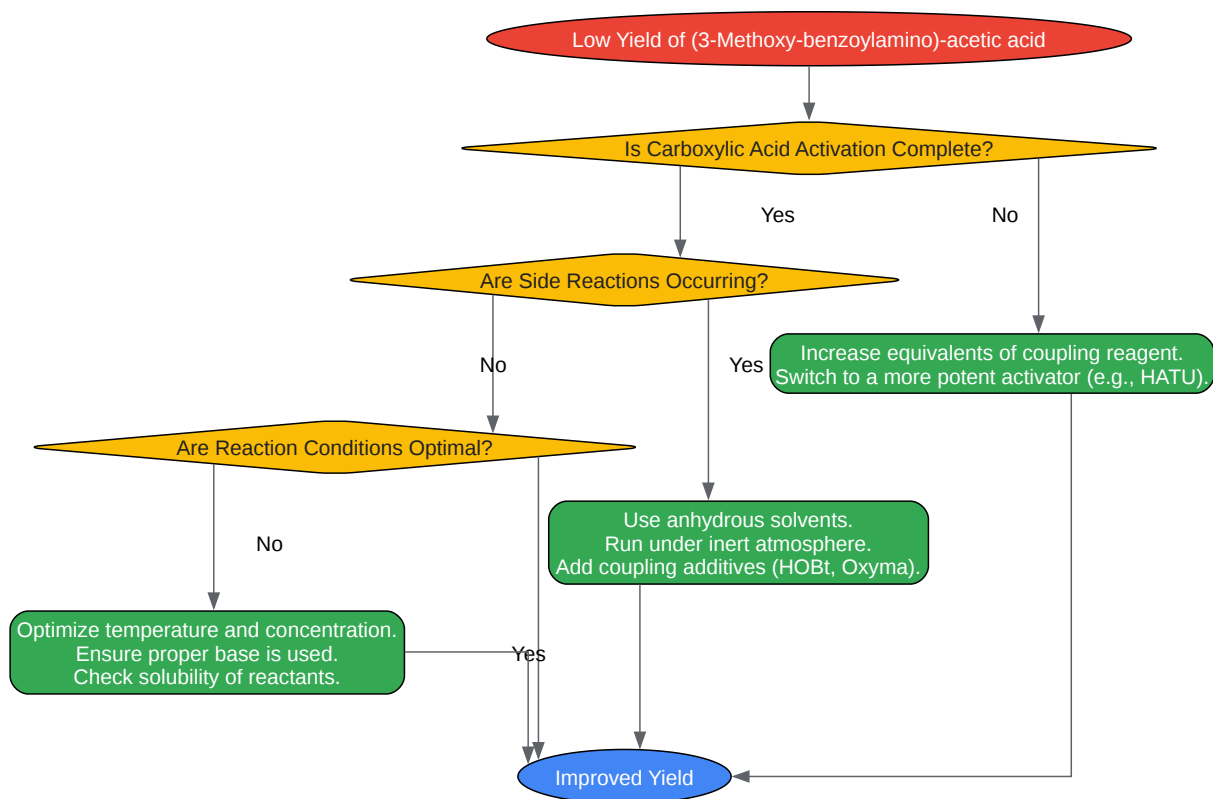 Low Yield of (3-Methoxy-benzoylamino)-acetic acid
Is Carboxylic Acid Activation Complete?
Yes
No
Are Side Reactions Occurring?
No
Yes
Increase equivalents of coupling reagent.
Switch to a more potent activator (e.g., HATU).
Are Reaction Conditions Optimal?
No
Use anhydrous solvents.
Run under inert atmosphere.
Add coupling additives (HOBt, Oxyma).
Optimize temperature and concentration.
Ensure proper base is used.
Check solubility of reactants.
Yes
Improved Yield